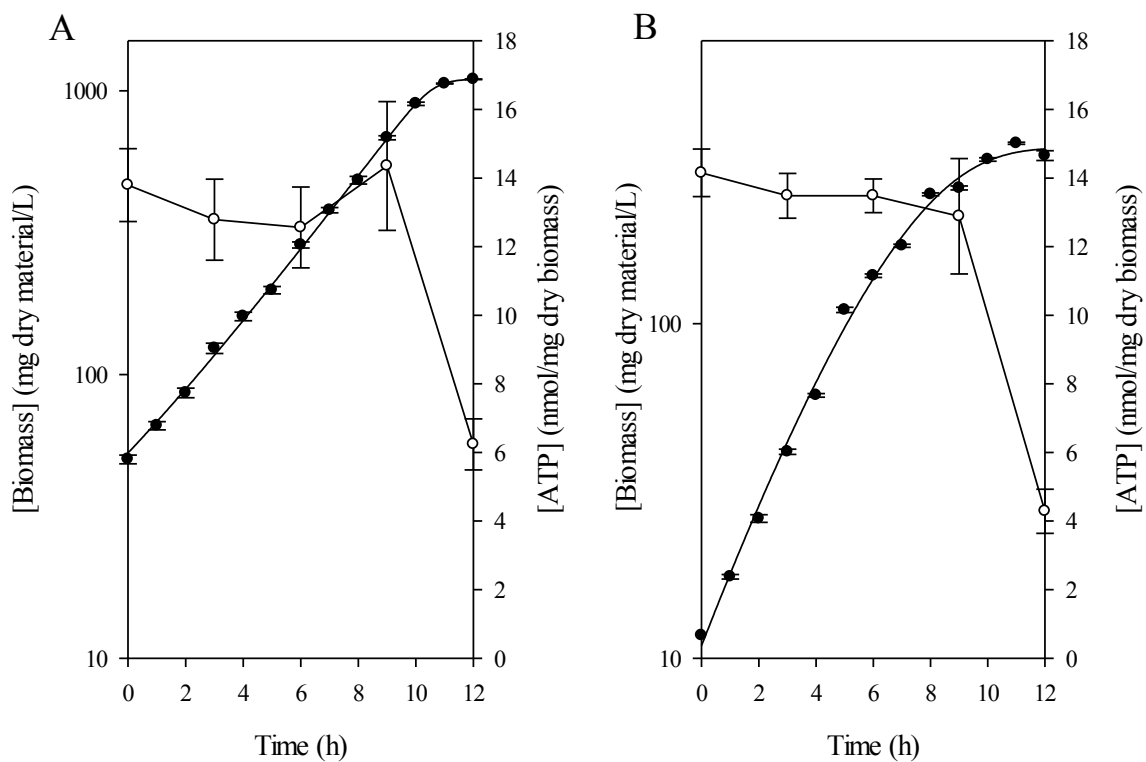 A
B
[Biomass] (mg dry material/L)
1000
100
10
18
16
14
12
10
8
6
4
2
0
[ATP] (nmol/mg dry biomass)
0 2 4 6 8 10 12
Time (h)
[Biomass] (mg dry material/L)
100
10
18
16
14
12
10
8
6
4
2
0
[ATP] (nmol/mg dry biomass)
0 2 4 6 8 10 12
Time (h)